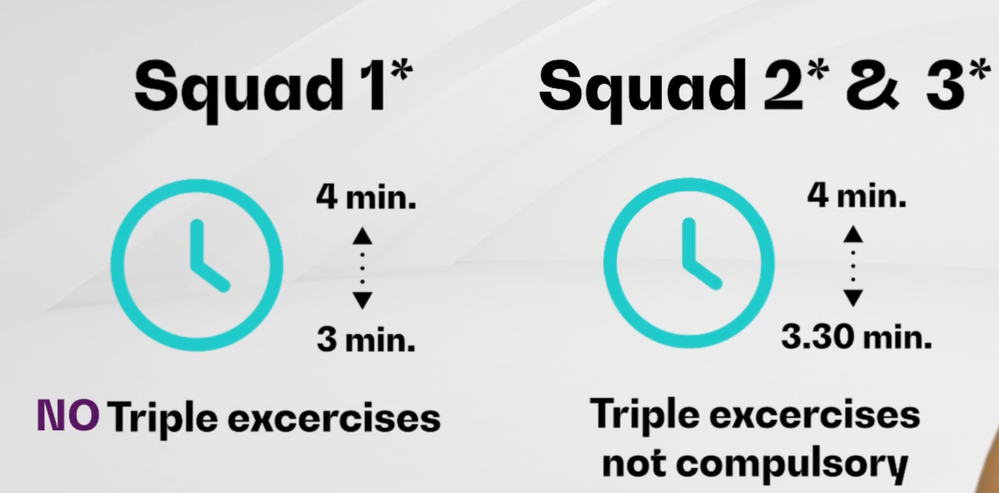 Squad 1*
4 min.
3 min.
NO Triple excercises
Squad 2* & 3*
4 min.
3.30 min.
Triple excercises
not compulsory